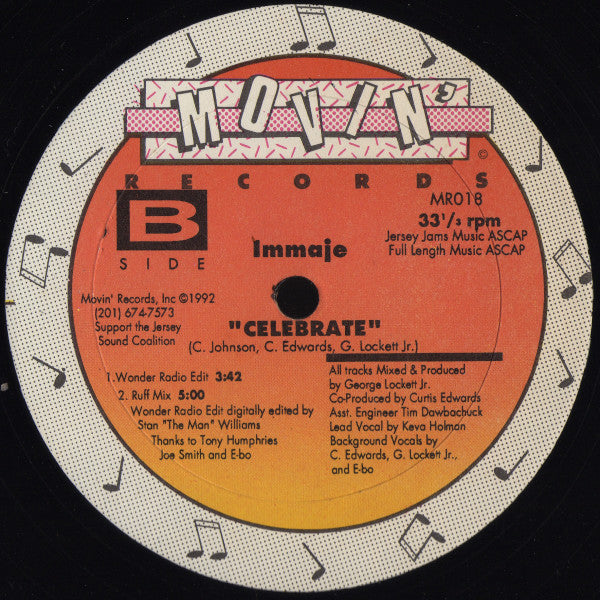 MOVIN'
©
RECORDS
B
SIDE
MR018
33 1/3 rpm
Jersey Jams Music ASCAP
Full Length Music ASCAP
Immaje
Movin' Records, Inc ©1992
(201) 674-7573
Support the Jersey
Sound Coalition
"CELEBRATE"
(C. Johnson, C. Edwards, G. Lockett Jr.)
1.Wonder Radio Edit 3:42
2. Ruff Mix 5:00
Wonder Radio Edit digitally edited by
Stan "The Man" Williams
Thanks to Tony Humphries
Joe Smith and E-bo
All tracks Mixed & Produced
by George Lockett Jr.
Co-Produced by Curtis Edwards
Asst. Engineer Tim Dawbachuck
Lead Vocal by Keva Holman
Background Vocals by
C. Edwards, G. Lockett Jr.,
and E-bo